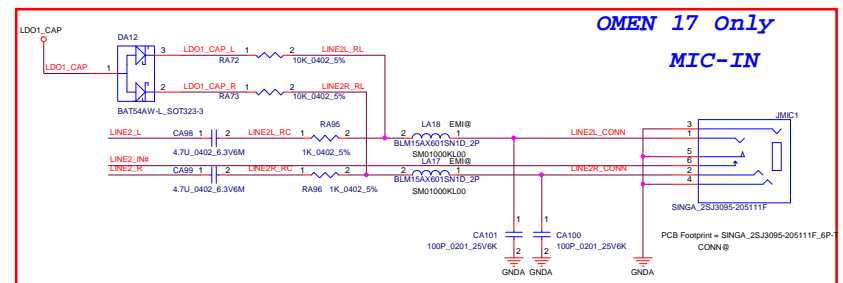 OMEN 17 Only
MIC-IN
LDO1_CAP
DA12
LDO1_CAP 1
3 LDO1_CAP_L 1 2 LINE2L_RL
RA72 10K_0402_5%
2 LDO1_CAP_R 1 2 LINE2R_RL
RA73 10K_0402_5%
BAT54AW-L_SOT323-3
LINE2_L CA98 1 2 LINE2L_RC 1 RA95 2
4.7U_0402_6.3V6M 1K_0402_5%
LA18 EMI@
2 1 LINE2L_CONN
BLM15AX601SN1D_2P
SM01000KL00
LINE2_IN#
LINE2_R CA99 1 2 LINE2R_RC 1 2
4.7U_0402_6.3V6M RA96 1K_0402_5%
LA17 EMI@
2 1 LINE2R_CONN
BLM15AX601SN1D_2P
SM01000KL00
JMIC1
3
1
5
6
2
4
SINGA_2SJ3095-205111F
PCB Footprint = SINGA_2SJ3095-205111F_6P-T
CONN@
1 1
CA101 CA100
100P_0201_25V6K 100P_0201_25V6K
2 2
GNDA GNDA GNDA